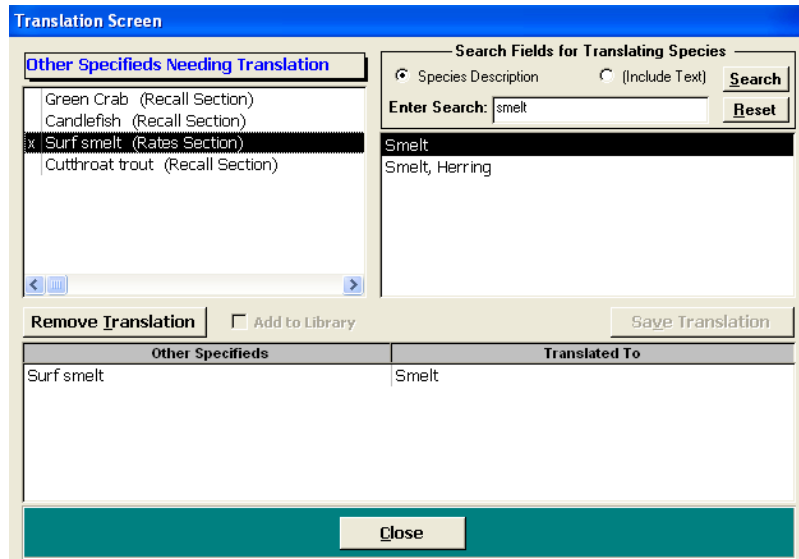 Translation Screen
Other Specifieds Needing Translation
Green Crab (Recall Section)
Candlefish (Recall Section)
x Surf smelt (Rates Section)
Cutthroat trout (Recall Section)
Search Fields for Translating Species
Species Description (Include Text) Search
Enter Search: smelt Reset
Smelt
Smelt, Herring
Remove Translation Add to Library Save Translation
Other Specifieds Translated To
Surf smelt Smelt
Close